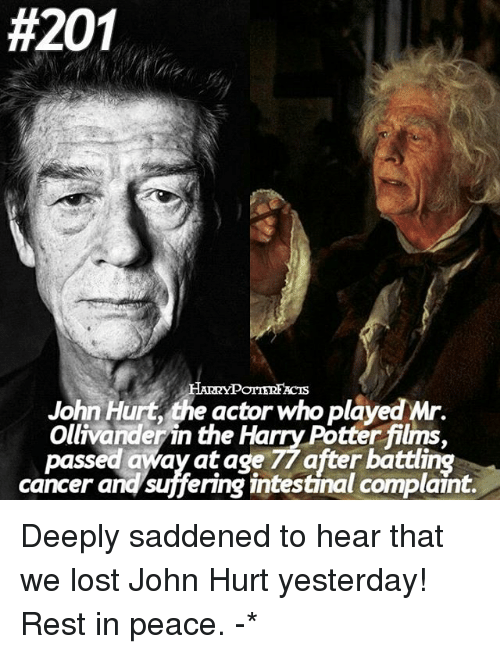 #201
HARRYPOTTERFACTS
John Hurt, the actor who played Mr.
Ollivander in the Harry Potter films,
passed away at age 77 after battling
cancer and suffering intestinal complaint.
Deeply saddened to hear that
we lost John Hurt yesterday!
Rest in peace. -*